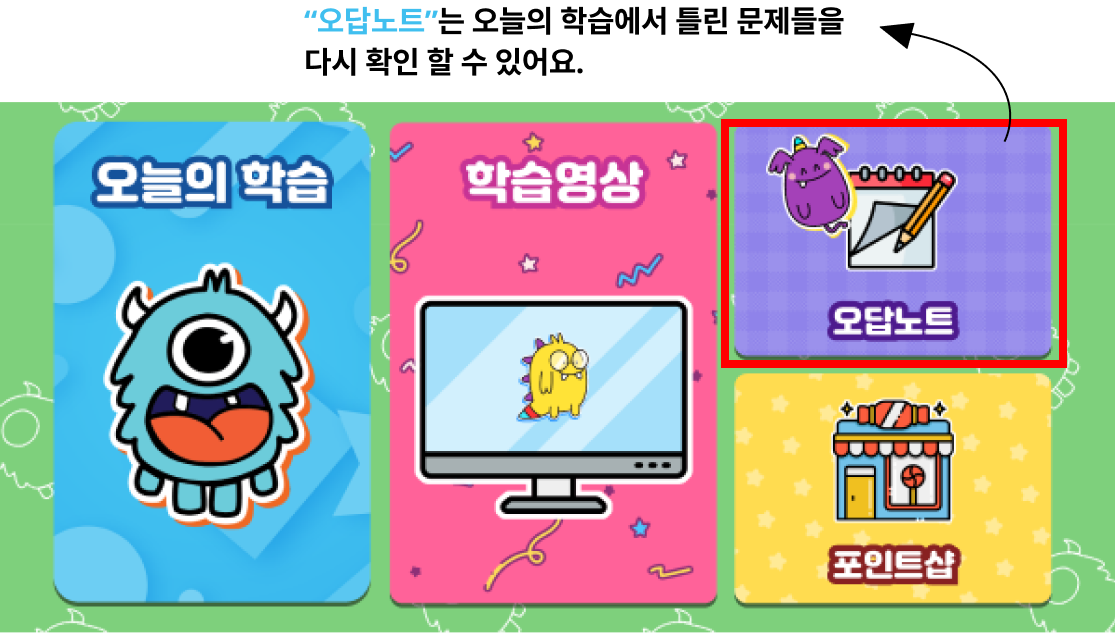 “오답노트”는 오늘의 학습에서 틀린 문제들을
다시 확인 할 수 있어요.
오늘의 학습
학습영상
오답노트
포인트샵